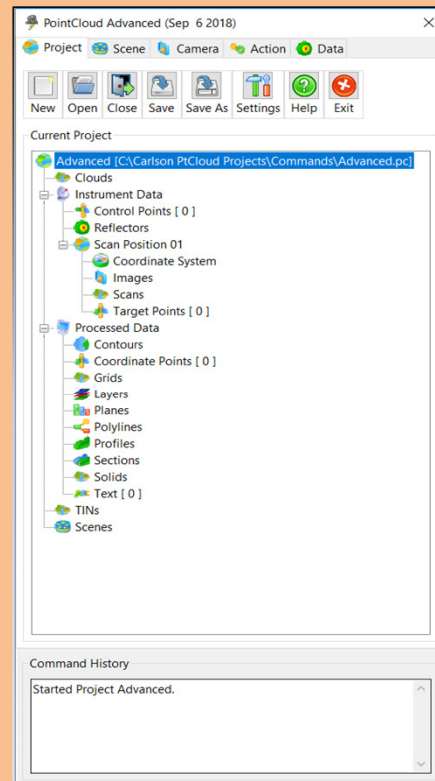 PointCloud Advanced (Sep 6 2018)
Project Scene Camera Action Data
New Open Close Save Save As Settings Help Exit
Current Project
Advanced [C:\Carlson PtCloud Projects\Commands\Advanced.pc]
Clouds
Instrument Data
Control Points [ 0 ]
Reflectors
Scan Position 01
Coordinate System
Images
Scans
Target Points [ 0 ]
Processed Data
Contours
Coordinate Points [ 0 ]
Grids
Layers
Planes
Polylines
Profiles
Sections
Solids
Text [ 0 ]
TINs
Scenes
Command History
Started Project Advanced.